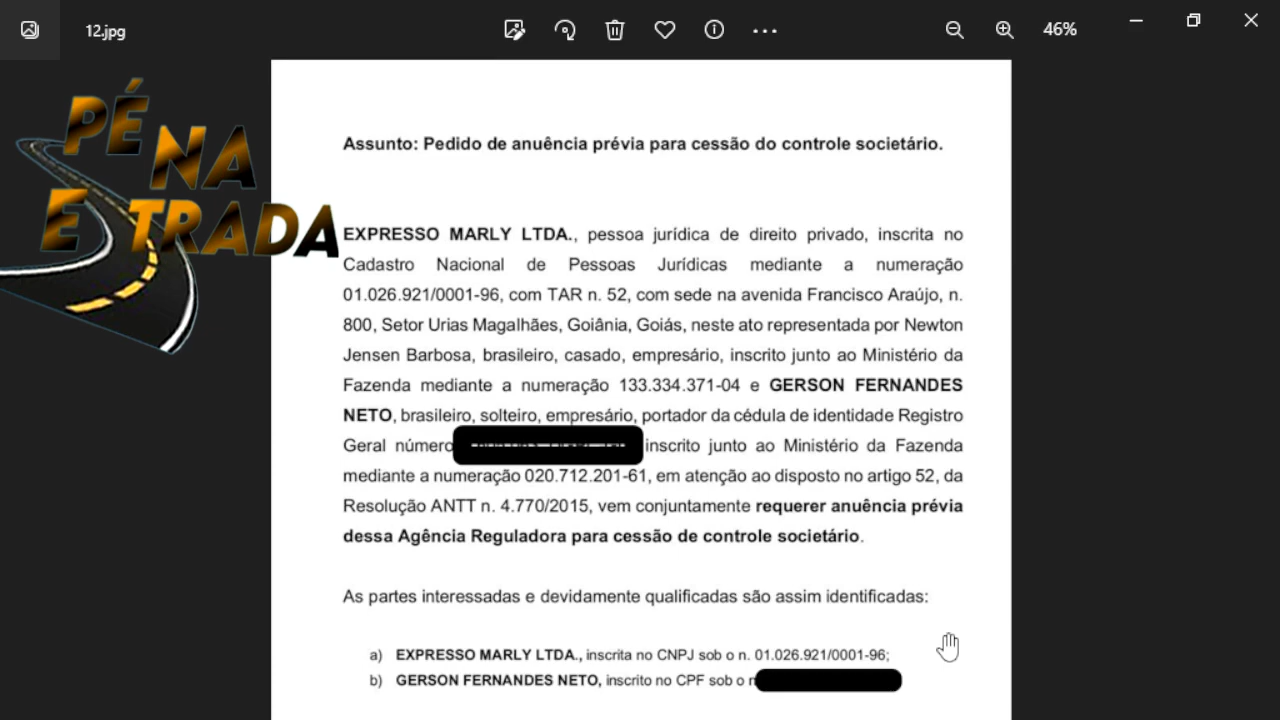 12.jpg
46%
PÉ
NA
E TRADA
Assunto: Pedido de anuência prévia para cessão do controle societário.
EXPRESSO MARLY LTDA., pessoa jurídica de direito privado, inscrita no
Cadastro Nacional de Pessoas Jurídicas mediante a numeração
01.026.921/0001-96, com TAR n. 52, com sede na avenida Francisco Araújo, n.
800, Setor Urias Magalhães, Goiânia, Goiás, neste ato representada por Newton
Jensen Barbosa, brasileiro, casado, empresário, inscrito junto ao Ministério da
Fazenda mediante a numeração 133.334.371-04 e GERSON FERNANDES
NETO, brasileiro, solteiro, empresário, portador da cédula de identidade Registro
Geral número inscrito junto ao Ministério da Fazenda
mediante a numeração 020.712.201-61, em atenção ao disposto no artigo 52, da
Resolução ANTT n. 4.770/2015, vem conjuntamente requerer anuência prévia
dessa Agência Reguladora para cessão de controle societário.
As partes interessadas e devidamente qualificadas são assim identificadas:
a) EXPRESSO MARLY LTDA., inscrita no CNPJ sob o n. 01.026.921/0001-96;
b) GERSON FERNANDES NETO, inscrito no CPF sob o n